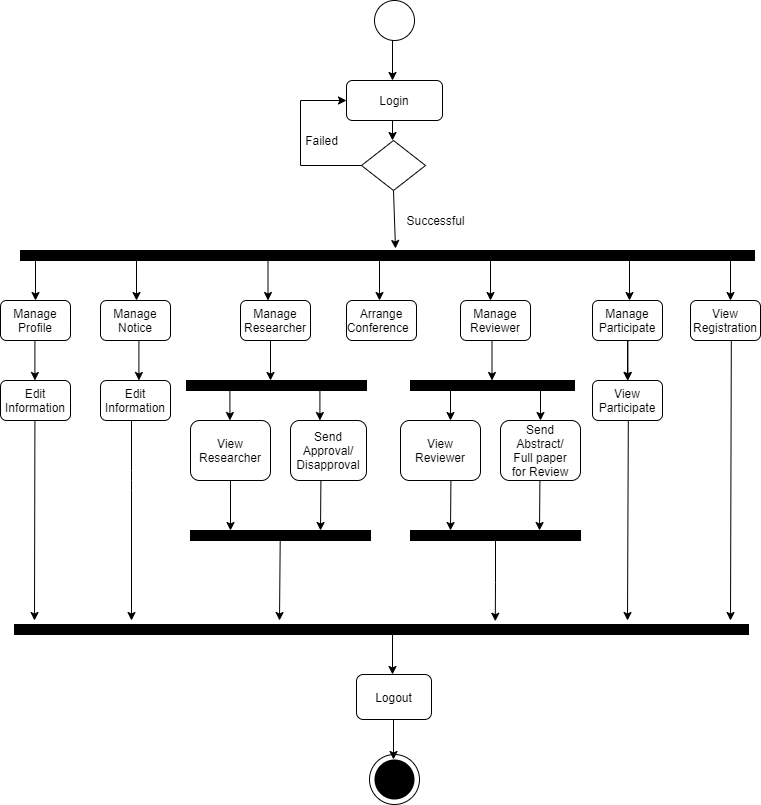 Login
Failed
Successful
Manage
Profile
Manage
Notice
Manage
Researcher
Arrange
Conference
Manage
Reviewer
Manage
Participate
View
Registration
Edit
Information
Edit
Information
View
Participate
View
Researcher
Send
Approval/
Disapproval
View
Reviewer
Send
Abstract/
Full paper
for Review
Logout